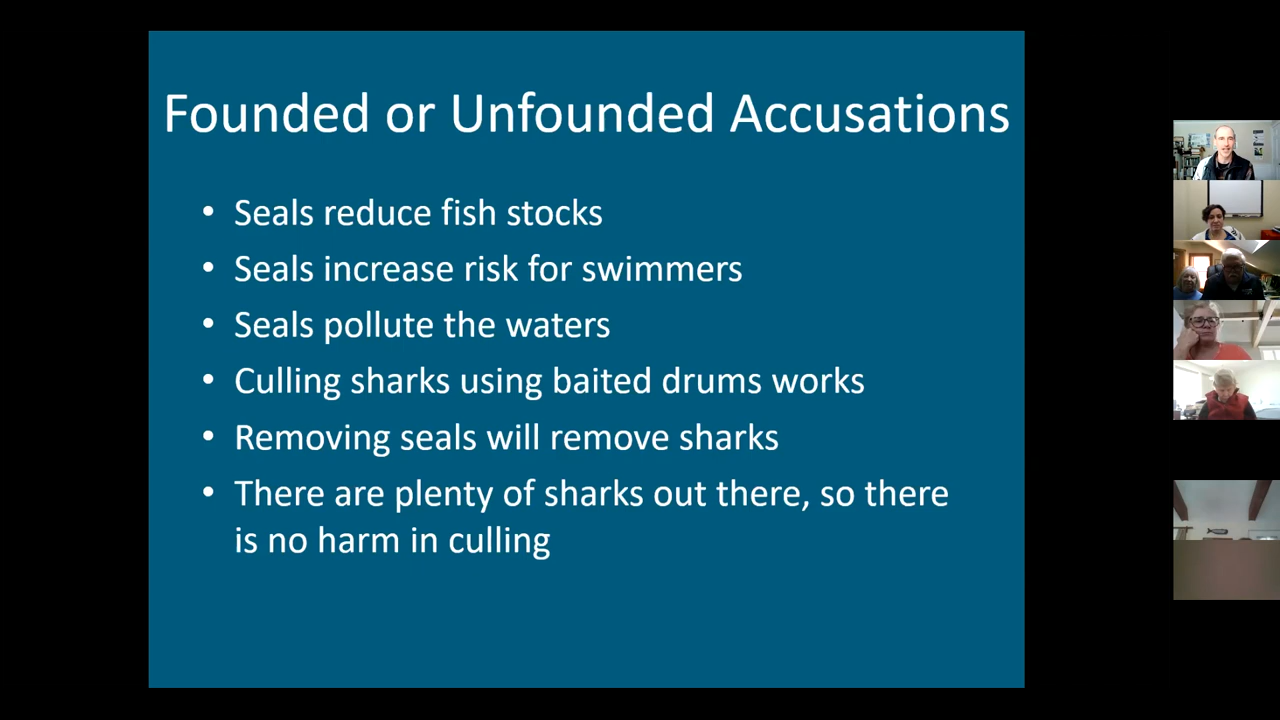 Founded or Unfounded Accusations
• Seals reduce fish stocks
• Seals increase risk for swimmers
• Seals pollute the waters
• Culling sharks using baited drums works
• Removing seals will remove sharks
• There are plenty of sharks out there, so there
is no harm in culling